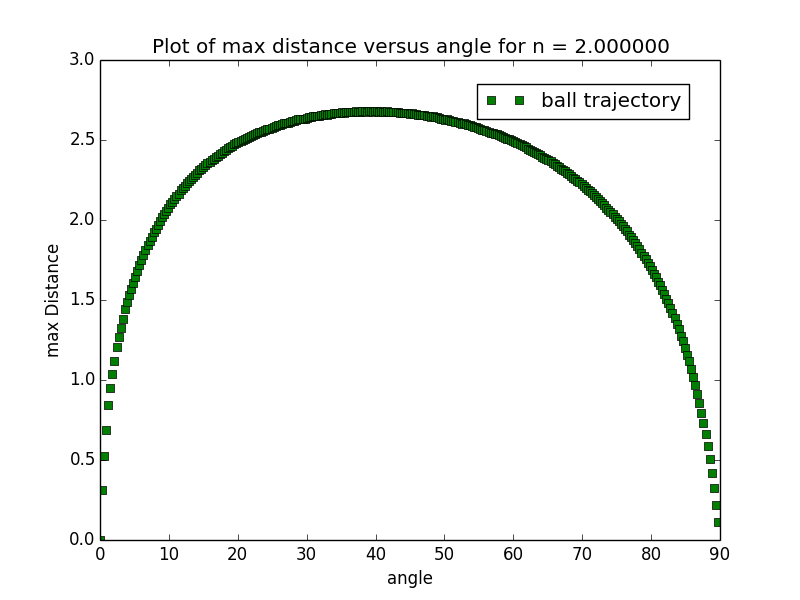 Plot of max distance versus angle for n = 2.000000
ball trajectory
3.0
2.5
2.0
1.5
1.0
0.5
0.0
max Distance
0 10 20 30 40 50 60 70 80 90
angle